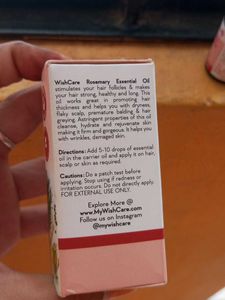 WishCare Rosemary Essential Oil
stimulates your hair follicles & makes
your hair strong, healthy and long. This
oil works great in promoting hair
thickness and helps you with dryness,
flaky scalp, premature balding & hair
greying. Astringent properties of this oil
cleanse, hydrate and rejuvenate skin
making it firm and gorgeous. It helps you
with wrinkles, damaged skin.
Directions: Add 5-10 drops of essential
oil in the carrier oil and apply it on hair,
scalp or skin as required.
Cautions: Do a patch test before
applying. Stop using if redness or
irritation occurs. Do not directly apply.
FOR EXTERNAL USE ONLY.
Explore More @
www.MyWishCare.com
Follow us on Instagram
@mywishcare